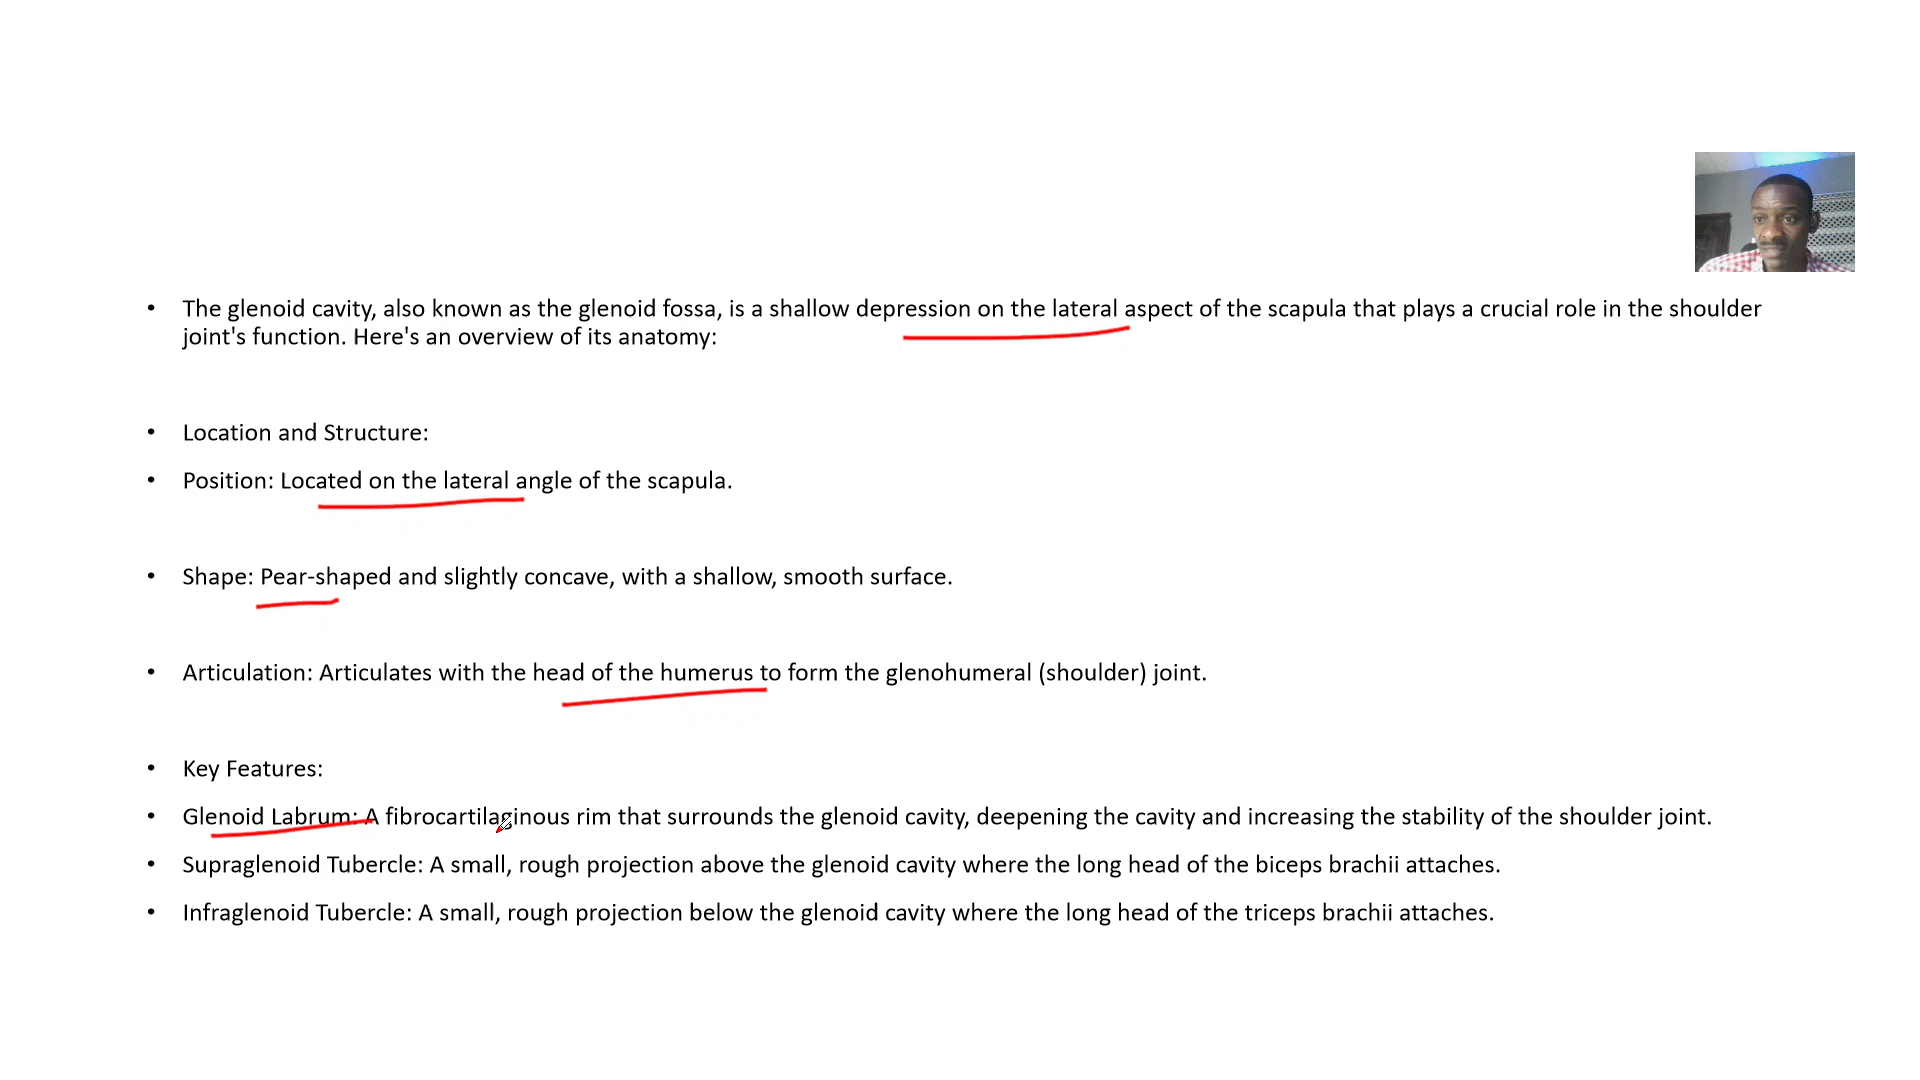 • The glenoid cavity, also known as the glenoid fossa, is a shallow depression on the lateral aspect of the scapula that plays a crucial role in the shoulder
joint's function. Here's an overview of its anatomy:
• Location and Structure:
• Position: Located on the lateral angle of the scapula.
• Shape: Pear-shaped and slightly concave, with a shallow, smooth surface.
• Articulation: Articulates with the head of the humerus to form the glenohumeral (shoulder) joint.
• Key Features:
• Glenoid Labrum: A fibrocartilaginous rim that surrounds the glenoid cavity, deepening the cavity and increasing the stability of the shoulder joint.
• Supraglenoid Tubercle: A small, rough projection above the glenoid cavity where the long head of the biceps brachii attaches.
• Infraglenoid Tubercle: A small, rough projection below the glenoid cavity where the long head of the triceps brachii attaches.